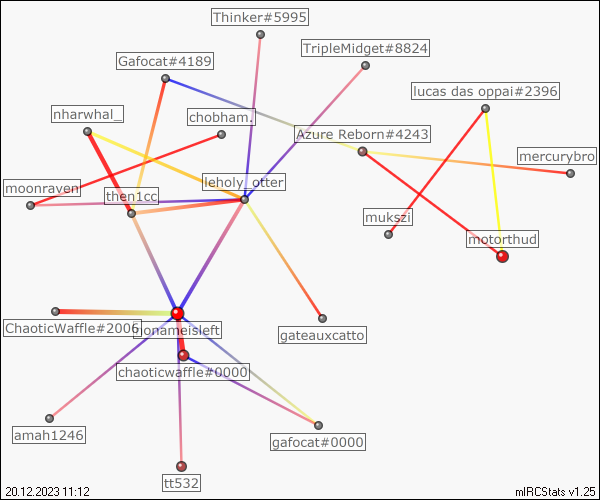 Thinker#5995
TripleMidget#8824
Gafocat#4189
lucas das oppai#2396
nharwhal_
chobham.
Azure Reborn#4243
mercurybro
moonraven
then1cc
leholy_otter
mukszi
motorthud
ChaoticWaffle#2006
nonameisleft
gateauxcatto
chaoticwaffle#0000
amah1246
gafocat#0000
tt532
20.12.2023 11:12
mIRCStats v1.25